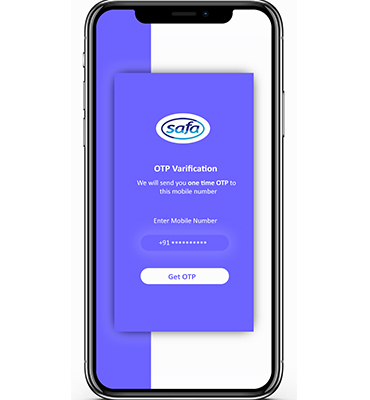 safa
OTP Varification
We will send you one time OTP to
this mobile number
Enter Mobile Number
+91 **********
Get OTP